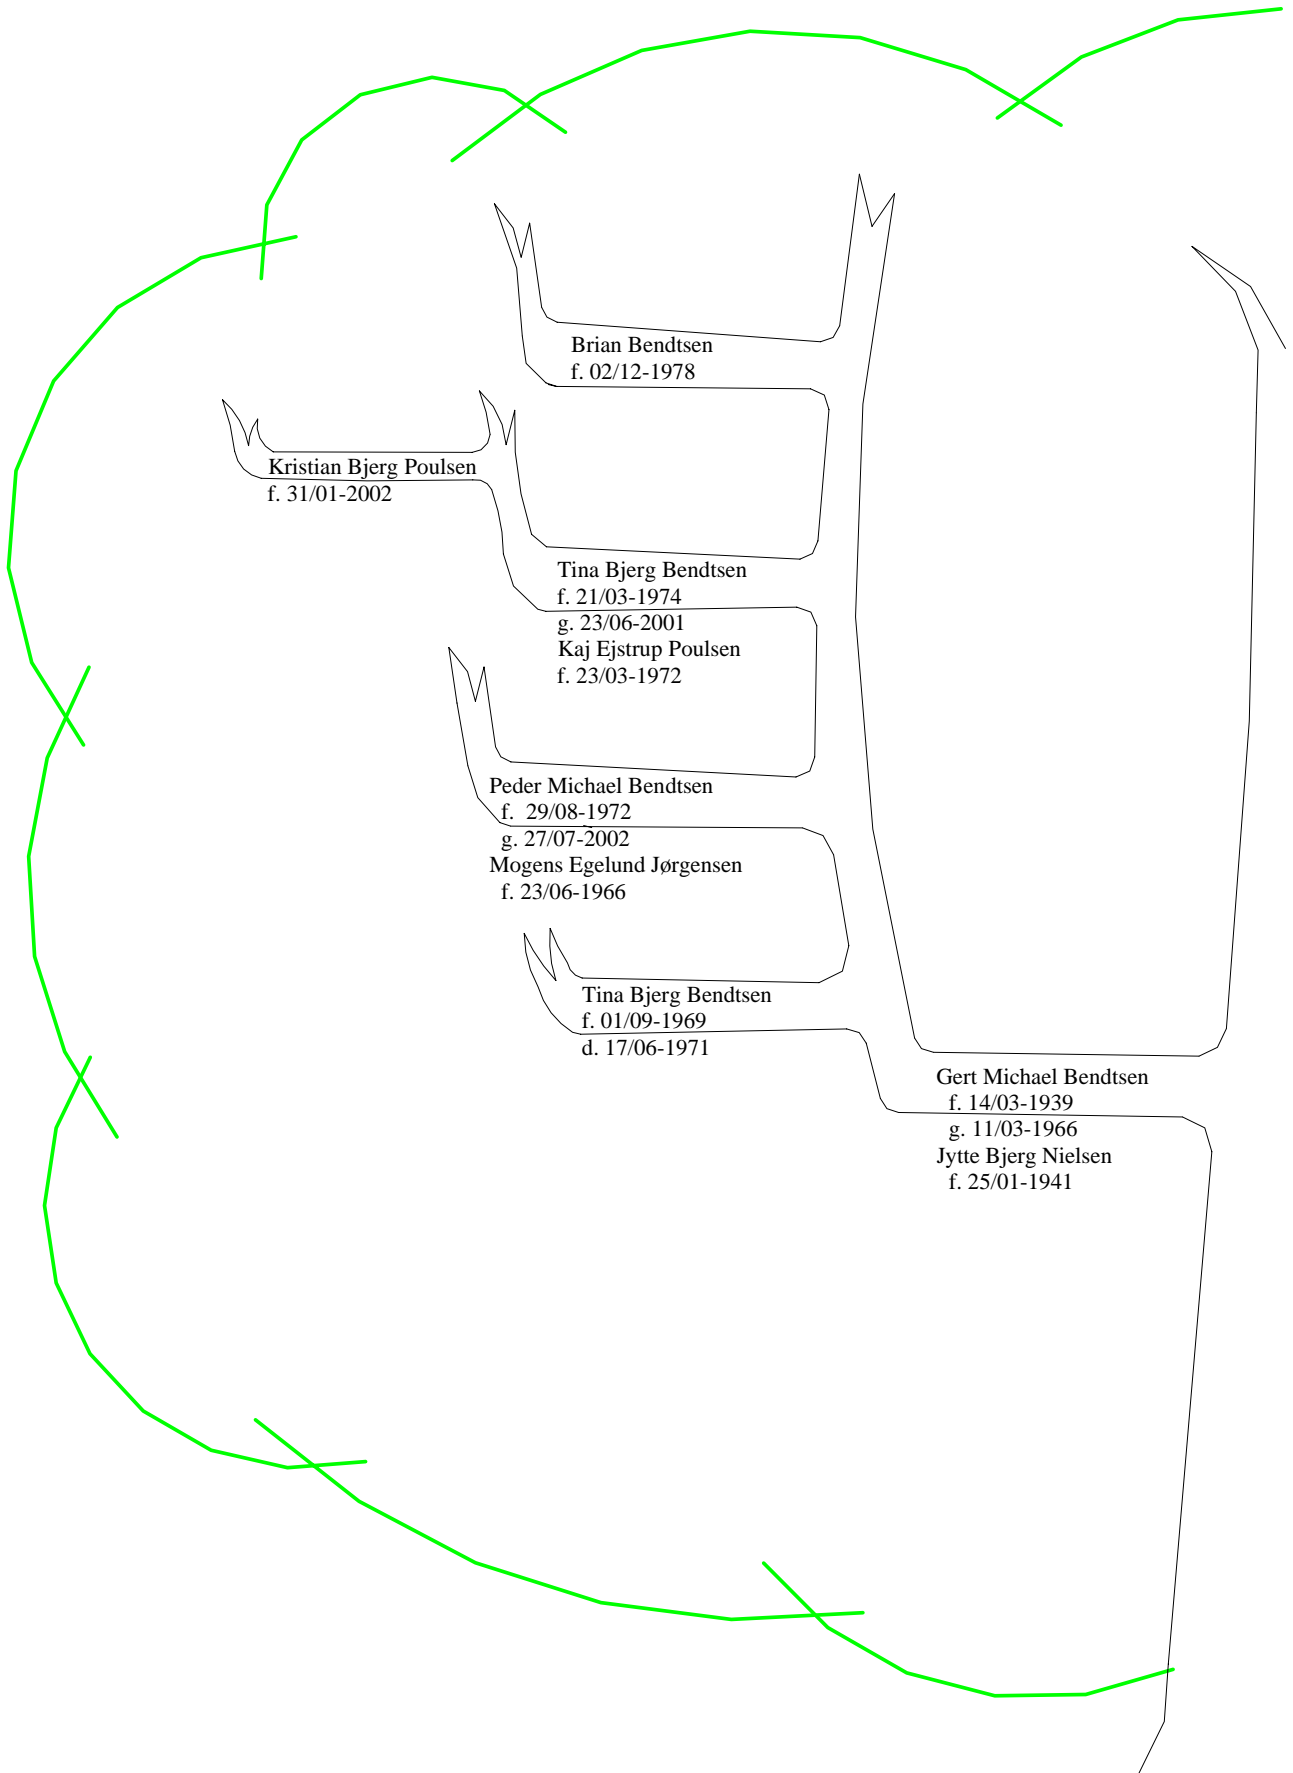 Brian Bendtsen
f. 02/12-1978
Kristian Bjerg Poulsen
f. 31/01-2002
Tina Bjerg Bendtsen
f. 21/03-1974
g. 23/06-2001
Kaj Ejstrup Poulsen
f. 23/03-1972
Peder Michael Bendtsen
f. 29/08-1972
g. 27/07-2002
Mogens Egelund Jørgensen
f. 23/06-1966
Tina Bjerg Bendtsen
f. 01/09-1969
d. 17/06-1971
Gert Michael Bendtsen
f. 14/03-1939
g. 11/03-1966
Jytte Bjerg Nielsen
f. 25/01-1941